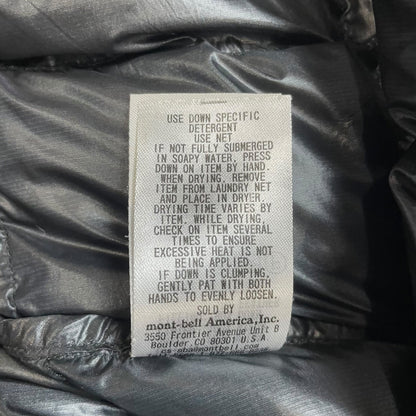 USE DOWN SPECIFIC
DETERGENT
USE NET
IF NOT FULLY SUBMERGED
IN SOAPY WATER, PRESS
DOWN ON ITEM BY HAND.
WHEN DRYING, REMOVE
ITEM FROM LAUNDRY NET
AND PLACE IN DRYER.
DRYING TIME VARIES BY
ITEM. WHILE DRYING,
CHECK ON ITEM SEVERAL
TIMES TO ENSURE
EXCESSIVE HEAT IS NOT
BEING APPLIED.
IF DOWN IS CLUMPING,
GENTLY PAT WITH BOTH
HANDS TO EVENLY LOOSEN.
SOLD BY
mont-bell America, Inc.
3550 Frontier Avenue Unit B
Boulder, CO 80301 U.S.A